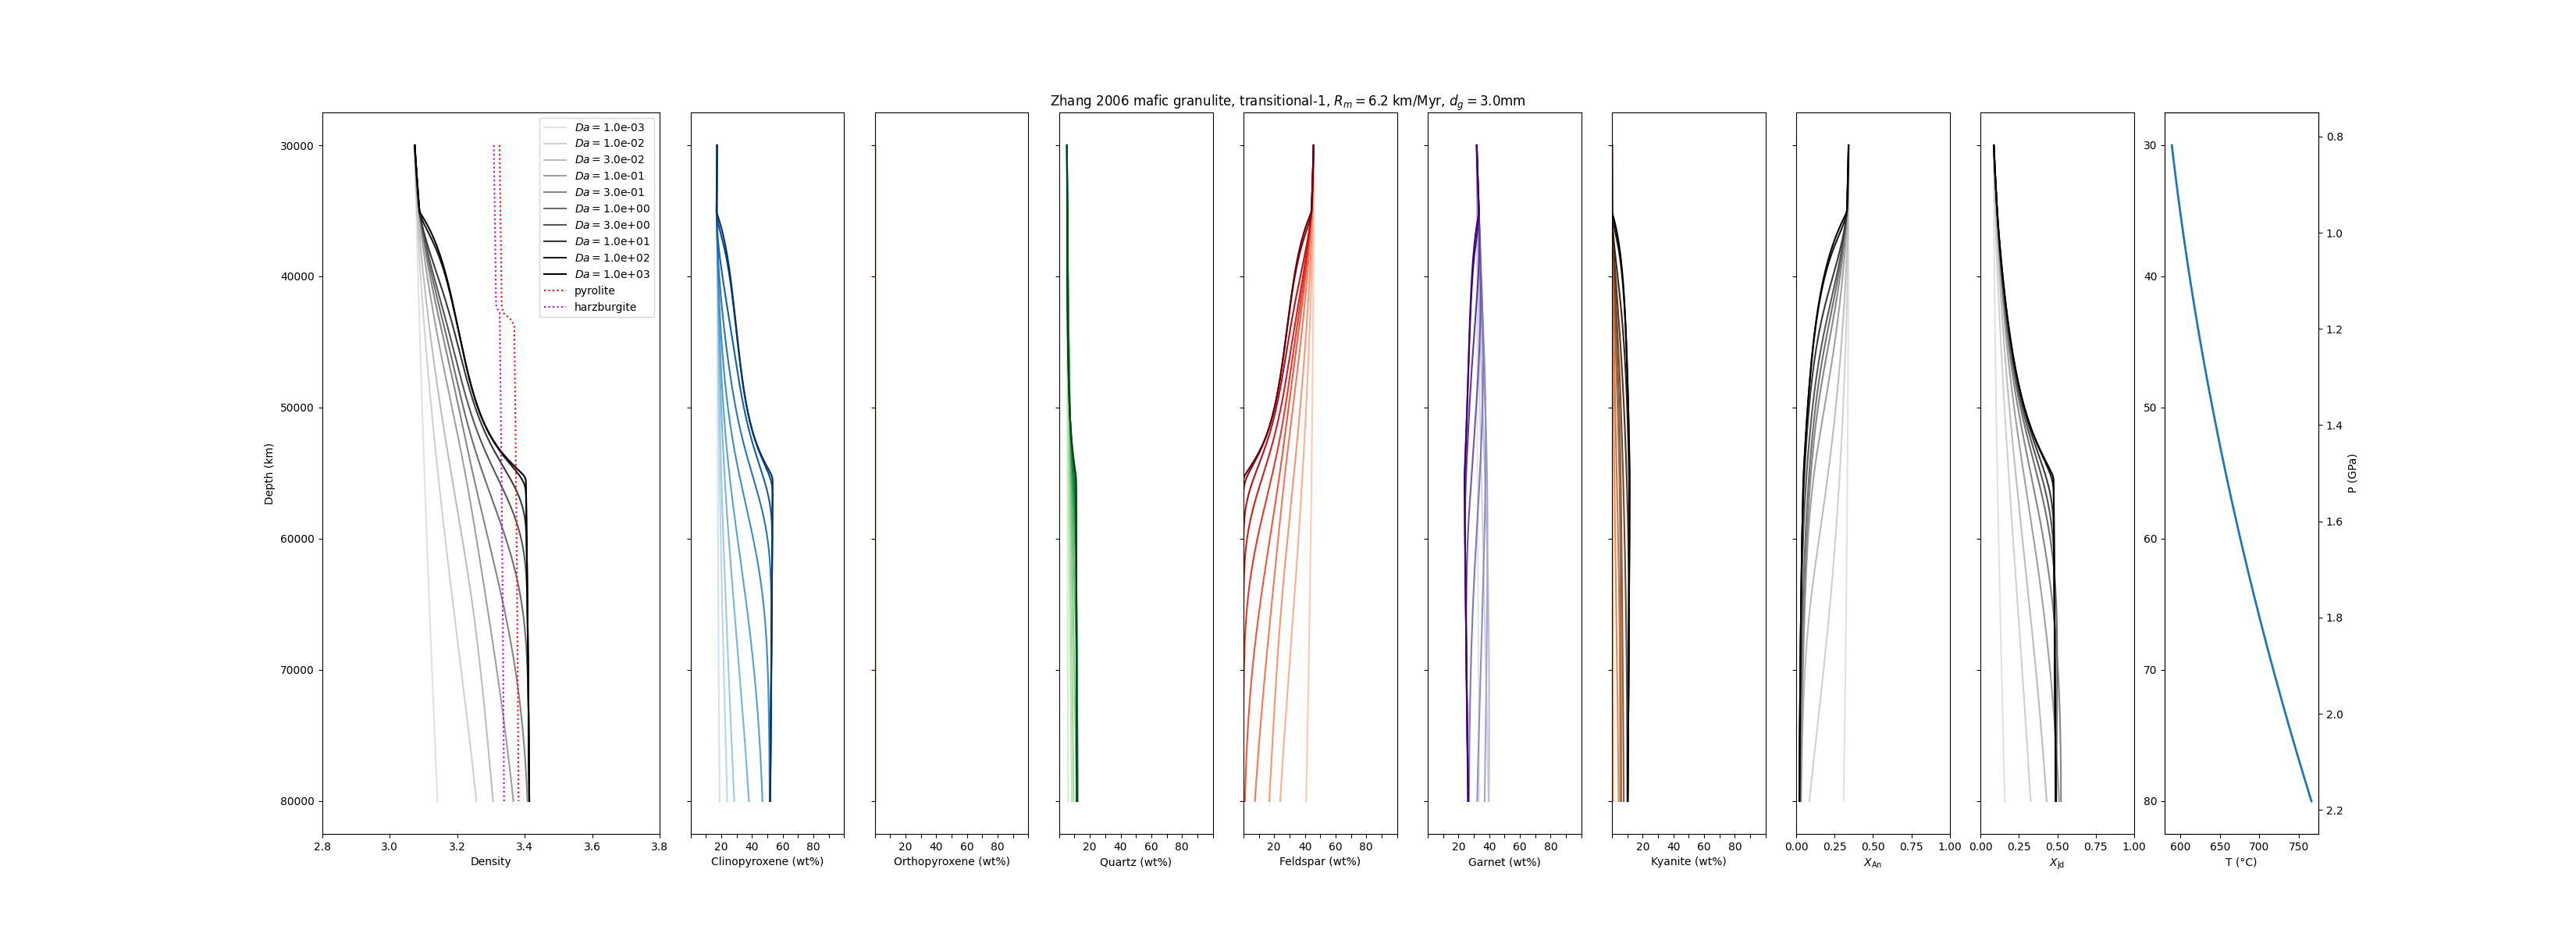 Zhang 2006 mafic granulite, transitional-1, Rm = 6.2 km/Myr, dg = 3.0mm
Da = 1.0e-03
Da = 1.0e-02
Da = 3.0e-02
Da = 1.0e-01
Da = 3.0e-01
Da = 1.0e+00
Da = 3.0e+00
Da = 1.0e+01
Da = 1.0e+02
Da = 1.0e+03
pyrolite
harzburgite
Depth (km)
30000
40000
50000
60000
70000
80000
2.8 3.0 3.2 3.4 3.6 3.8
Density
20 40 60 80
Clinopyroxene (wt%)
Orthopyroxene (wt%)
20 40 60 80
Quartz (wt%)
20 40 60 80
Feldspar (wt%)
20 40 60 80
Garnet (wt%)
20 40 60 80
Kyanite (wt%)
0.00 0.25 0.50 0.75 1.00
XAn
0.00 0.25 0.50 0.75 1.00
XJd
30
40
50
60
70
80
600 650 700 750
T (°C)
0.8
1.0
1.2
1.4
1.6
1.8
2.0
2.2
P (GPa)